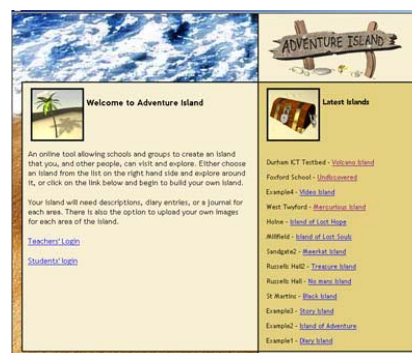 ADVENTURE ISLAND
Welcome to Adventure Island
An online tool allowing schools and groups to create an island
that you, and other people, can visit and explore. Either choose
an island from the list on the right hand side and explore around
it, or click on the link below and begin to build your own island.
Your island will need descriptions, diary entries, or a journal for
each area. There is also the option to upload your own images
for each area of the island.
Teachers' Login
Students' login
Latest Islands
Durham ICT Testbed - Volcano Island
Fosford School - Undiscovered
Example4 - Video Island
West Twyford - Mercurious Island
Holne - Island of Lost Hope
Millfield - Island of Lost Souls
Sandgate2 - Meerkat Island
Russells Hall2 - Treasure Island
Russells Hall - No mans Island
St Martins - Black Island
Example3 - Story Island
Example2 - Island of Adventure
Example1 - Diary Island